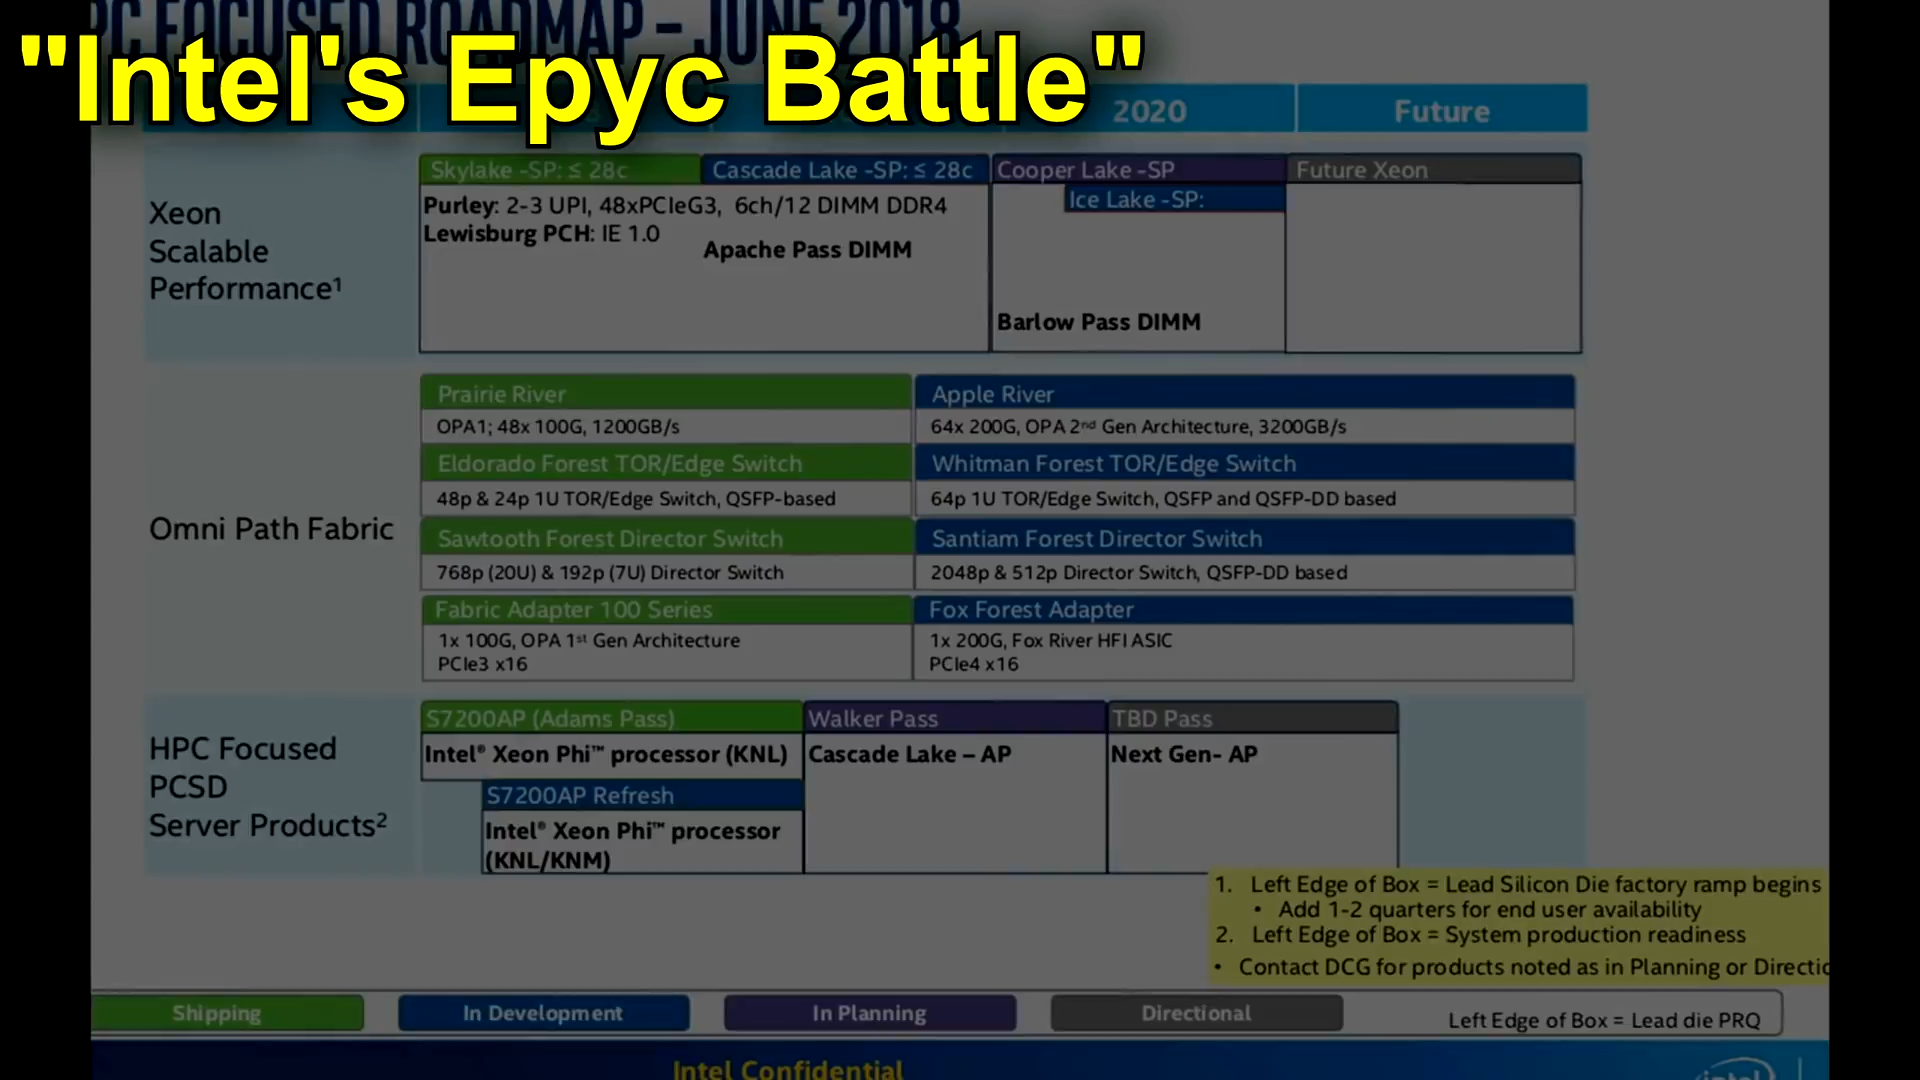 PC FOCUSED ROADMAP – JUNE 2018
"Intel's Epyc Battle"
2020
Future
Xeon
Scalable
Performance¹
Skylake -SP: ≤ 28c
Cascade Lake -SP: ≤ 28c
Cooper Lake -SP
Future Xeon
Ice Lake -SP:
Purley: 2-3 UPI, 48xPCIeG3, 6ch/12 DIMM DDR4
Lewisburg PCH: IE 1.0
Apache Pass DIMM
Barlow Pass DIMM
Omni Path Fabric
Prairie River
OPA1; 48x 100G, 1200GB/s
Eldorado Forest TOR/Edge Switch
48p & 24p 1U TOR/Edge Switch, QSFP-based
Sawtooth Forest Director Switch
768p (20U) & 192p (7U) Director Switch
Fabric Adapter 100 Series
1x 100G, OPA 1st Gen Architecture
PCIe3 x16
Apple River
64x 200G, OPA 2nd Gen Architecture, 3200GB/s
Whitman Forest TOR/Edge Switch
64p 1U TOR/Edge Switch, QSFP and QSFP-DD based
Santiam Forest Director Switch
2048p & 512p Director Switch, QSFP-DD based
Fox Forest Adapter
1x 200G, Fox River HFI ASIC
PCIe4 x16
HPC Focused
PCSD
Server Products²
S7200AP (Adams Pass)
Intel® Xeon Phi™ processor (KNL)
S7200AP Refresh
Intel® Xeon Phi™ processor
(KNL/KNM)
Walker Pass
Cascade Lake – AP
TBD Pass
Next Gen- AP
1. Left Edge of Box = Lead Silicon Die factory ramp begins
• Add 1-2 quarters for end user availability
2. Left Edge of Box = System production readiness
• Contact DCG for products noted as in Planning or Directio
Shipping
In Development
In Planning
Directional
Left Edge of Box = Lead die PRQ
Intel Confidential
intel